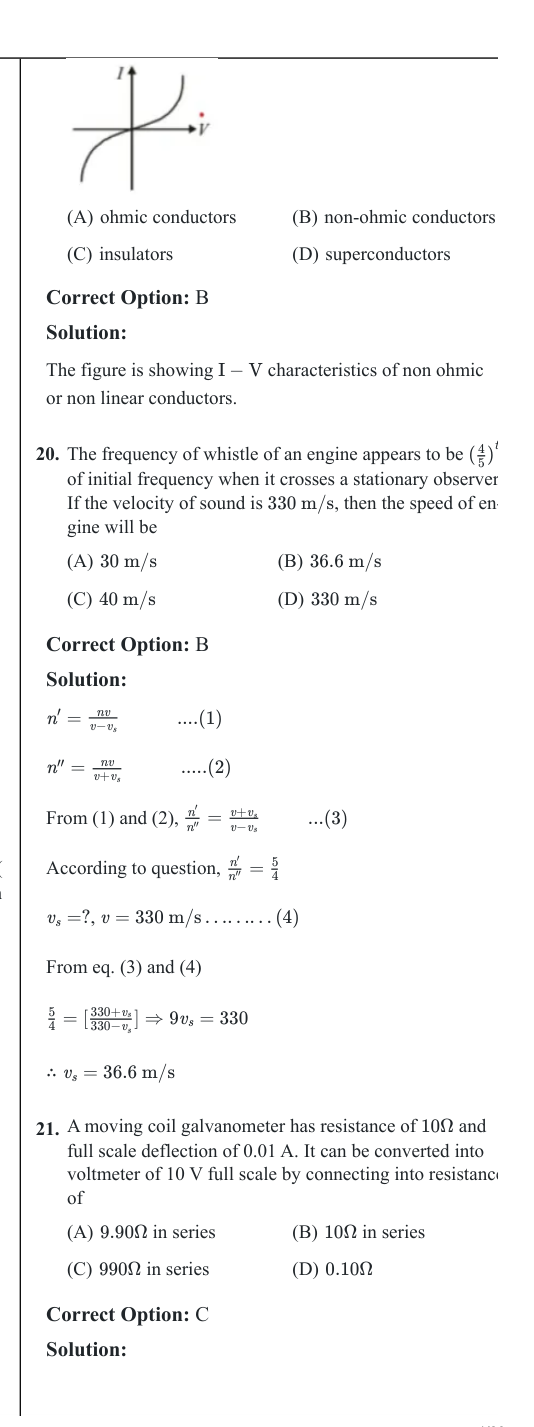 I
V
(A) ohmic conductors (B) non-ohmic conductors
(C) insulators (D) superconductors
Correct Option: B
Solution:
The figure is showing I − V characteristics of non ohmic
or non linear conductors.
20. The frequency of whistle of an engine appears to be (4/5)^t
of initial frequency when it crosses a stationary observer
If the velocity of sound is 330 m/s, then the speed of en-
gine will be
(A) 30 m/s (B) 36.6 m/s
(C) 40 m/s (D) 330 m/s
Correct Option: B
Solution:
n′ = nv/(v−v_s) ....(1)
n″ = nv/(v+v_s) .....(2)
From (1) and (2), n′/n″ = (v+v_s)/(v−v_s) ...(3)
According to question, n′/n″ = 5/4
v_s =?, v = 330 m/s ......... (4)
From eq. (3) and (4)
5/4 = [(330+v_s)/(330−v_s)] ⇒ 9v_s = 330
∴ v_s = 36.6 m/s
21. A moving coil galvanometer has resistance of 10Ω and
full scale deflection of 0.01 A. It can be converted into
voltmeter of 10 V full scale by connecting into resistance
of
(A) 9.90Ω in series (B) 10Ω in series
(C) 990Ω in series (D) 0.10Ω
Correct Option: C
Solution: